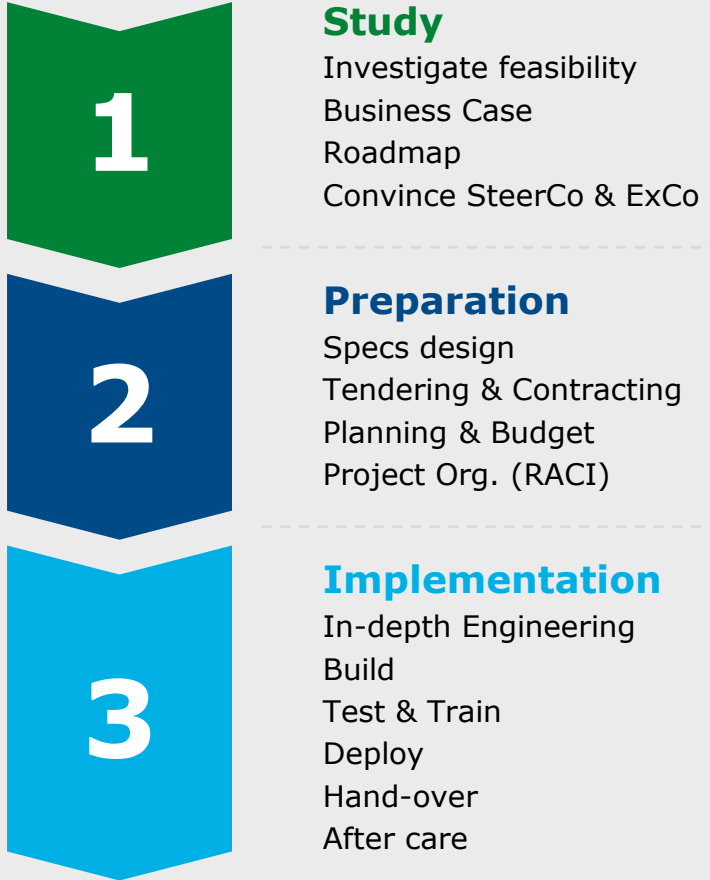 1
Study
Investigate feasibility
Business Case
Roadmap
Convince SteerCo & ExCo
2
Preparation
Specs design
Tendering & Contracting
Planning & Budget
Project Org. (RACI)
3
Implementation
In-depth Engineering
Build
Test & Train
Deploy
Hand-over
After care